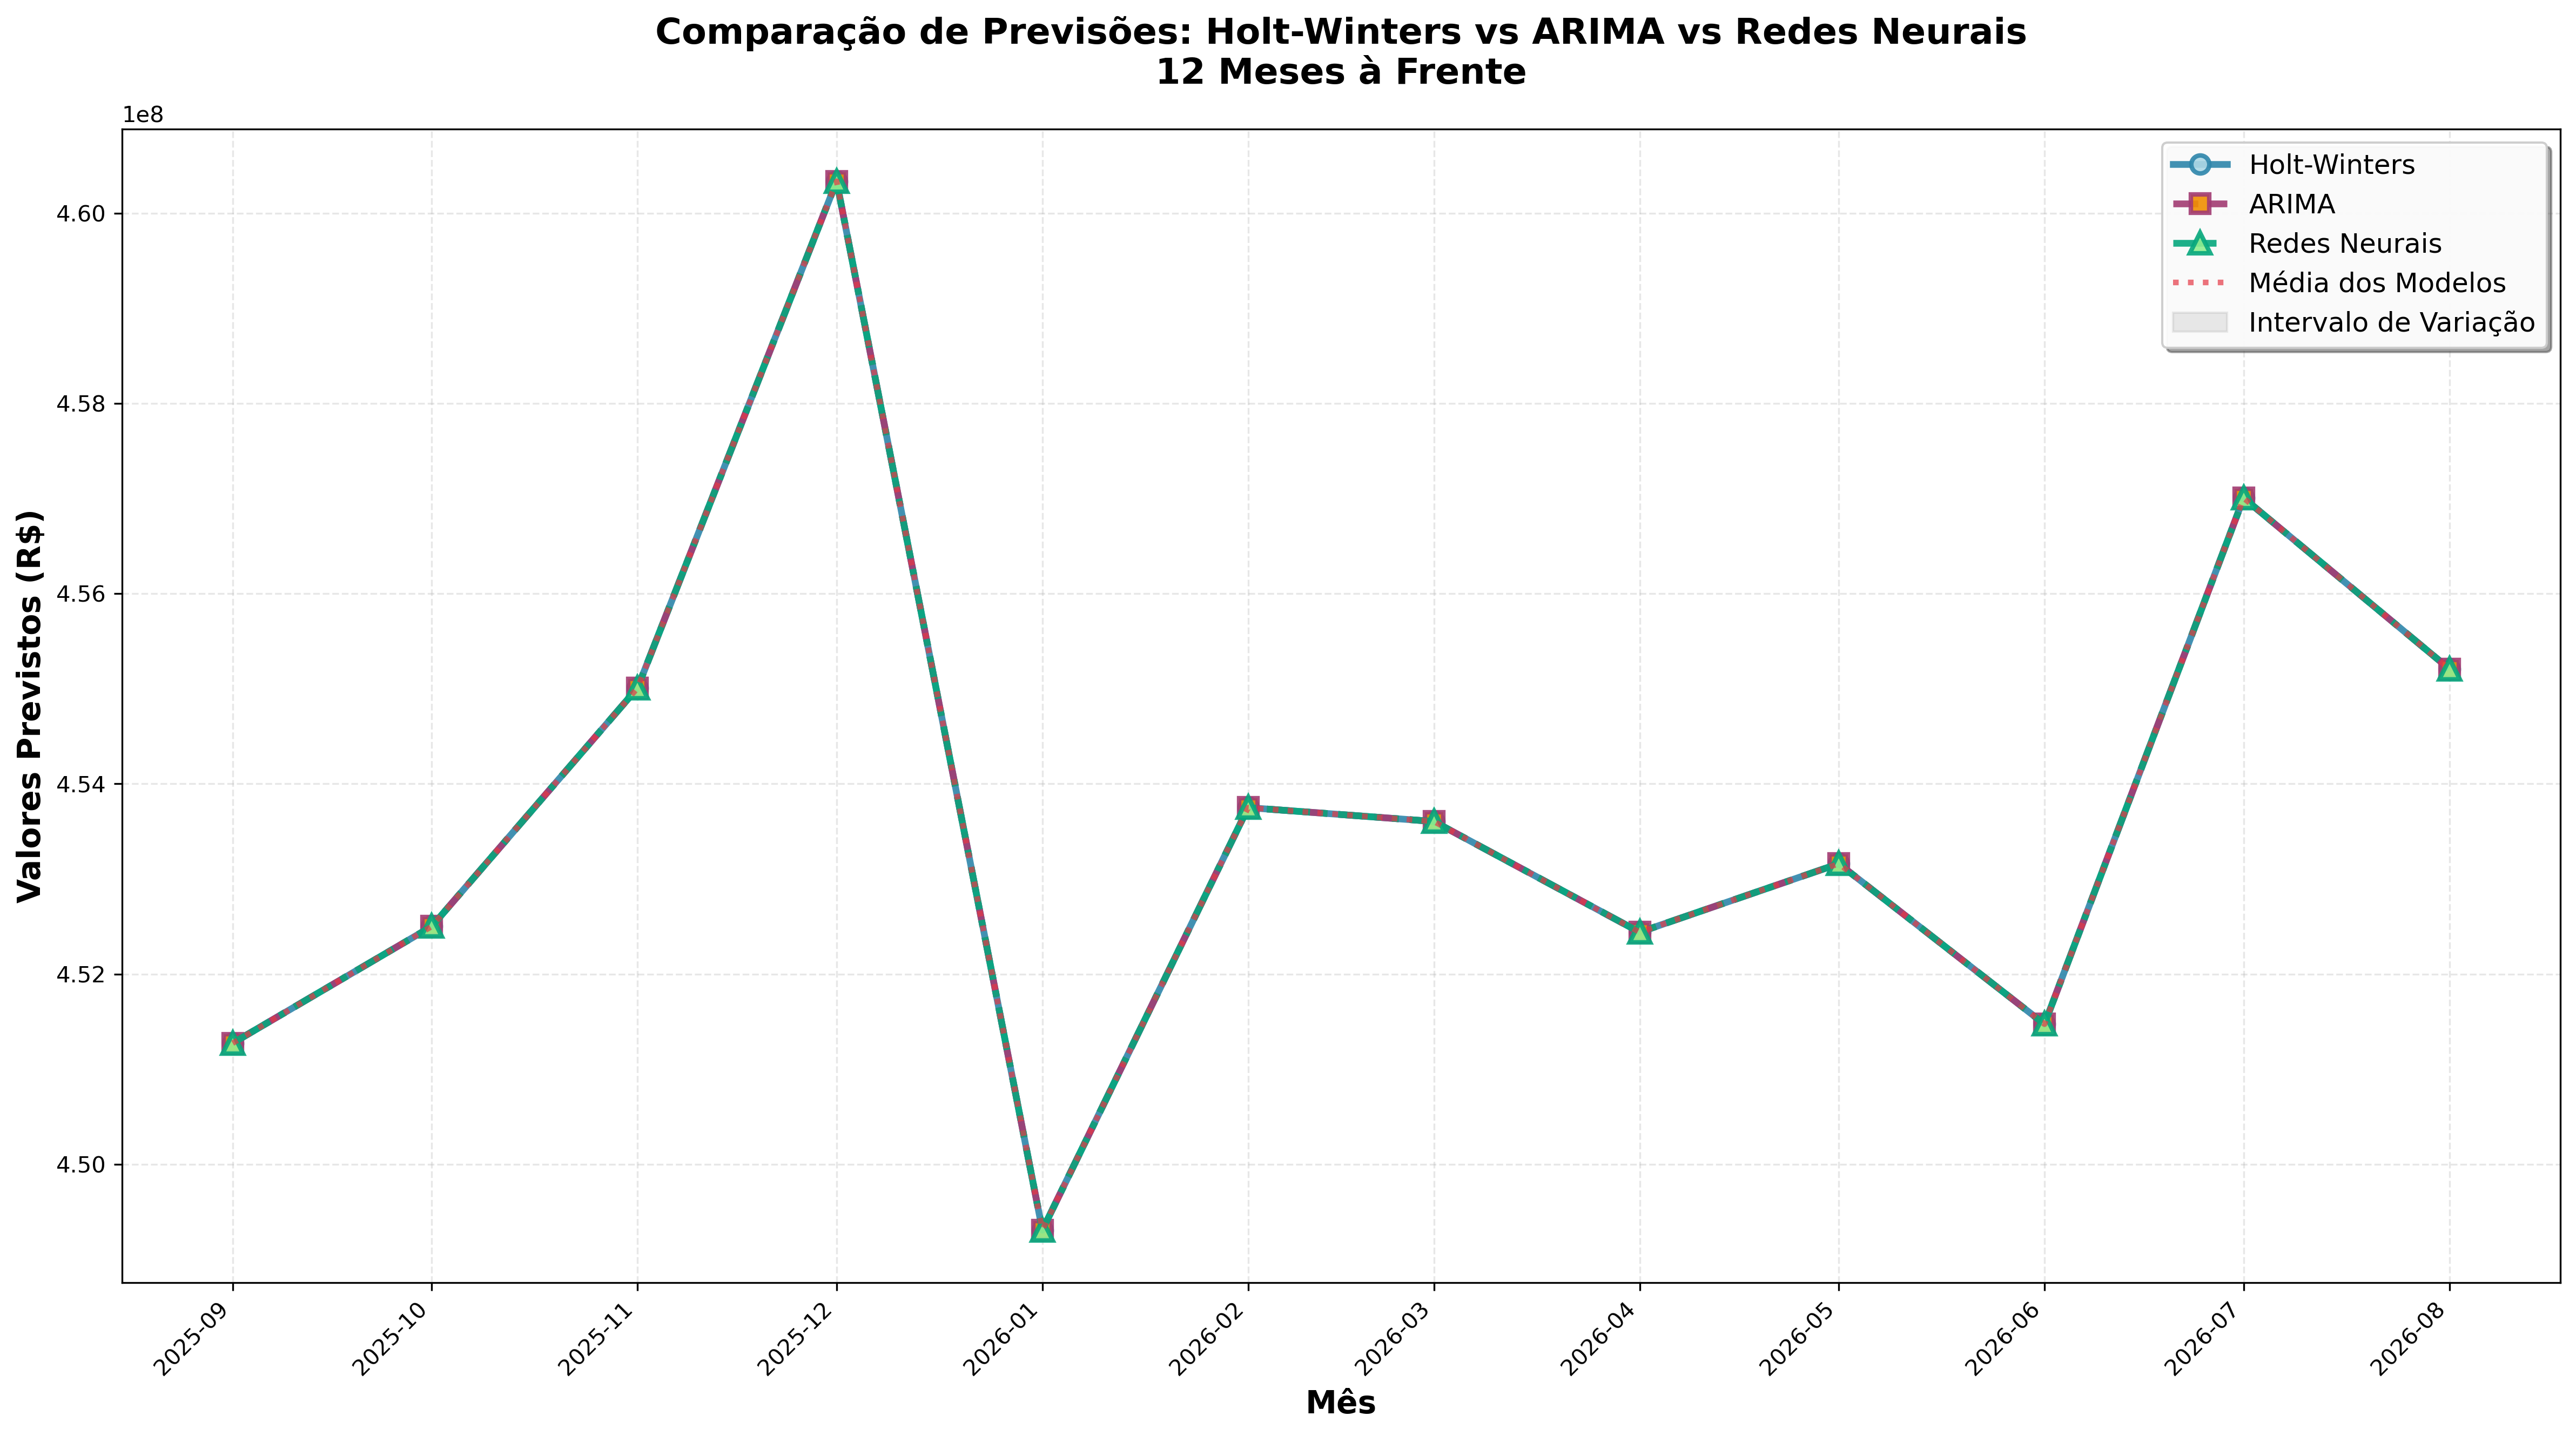 Comparação de Previsões: Holt-Winters vs ARIMA vs Redes Neurais
12 Meses à Frente
1e8
Holt-Winters
ARIMA
Redes Neurais
Média dos Modelos
Intervalo de Variação
Valores Previstos (R$)
4.60
4.58
4.56
4.54
4.52
4.50
2025-09
2025-10
2025-11
2025-12
2026-01
2026-02
2026-03
2026-04
2026-05
2026-06
2026-07
2026-08
Mês